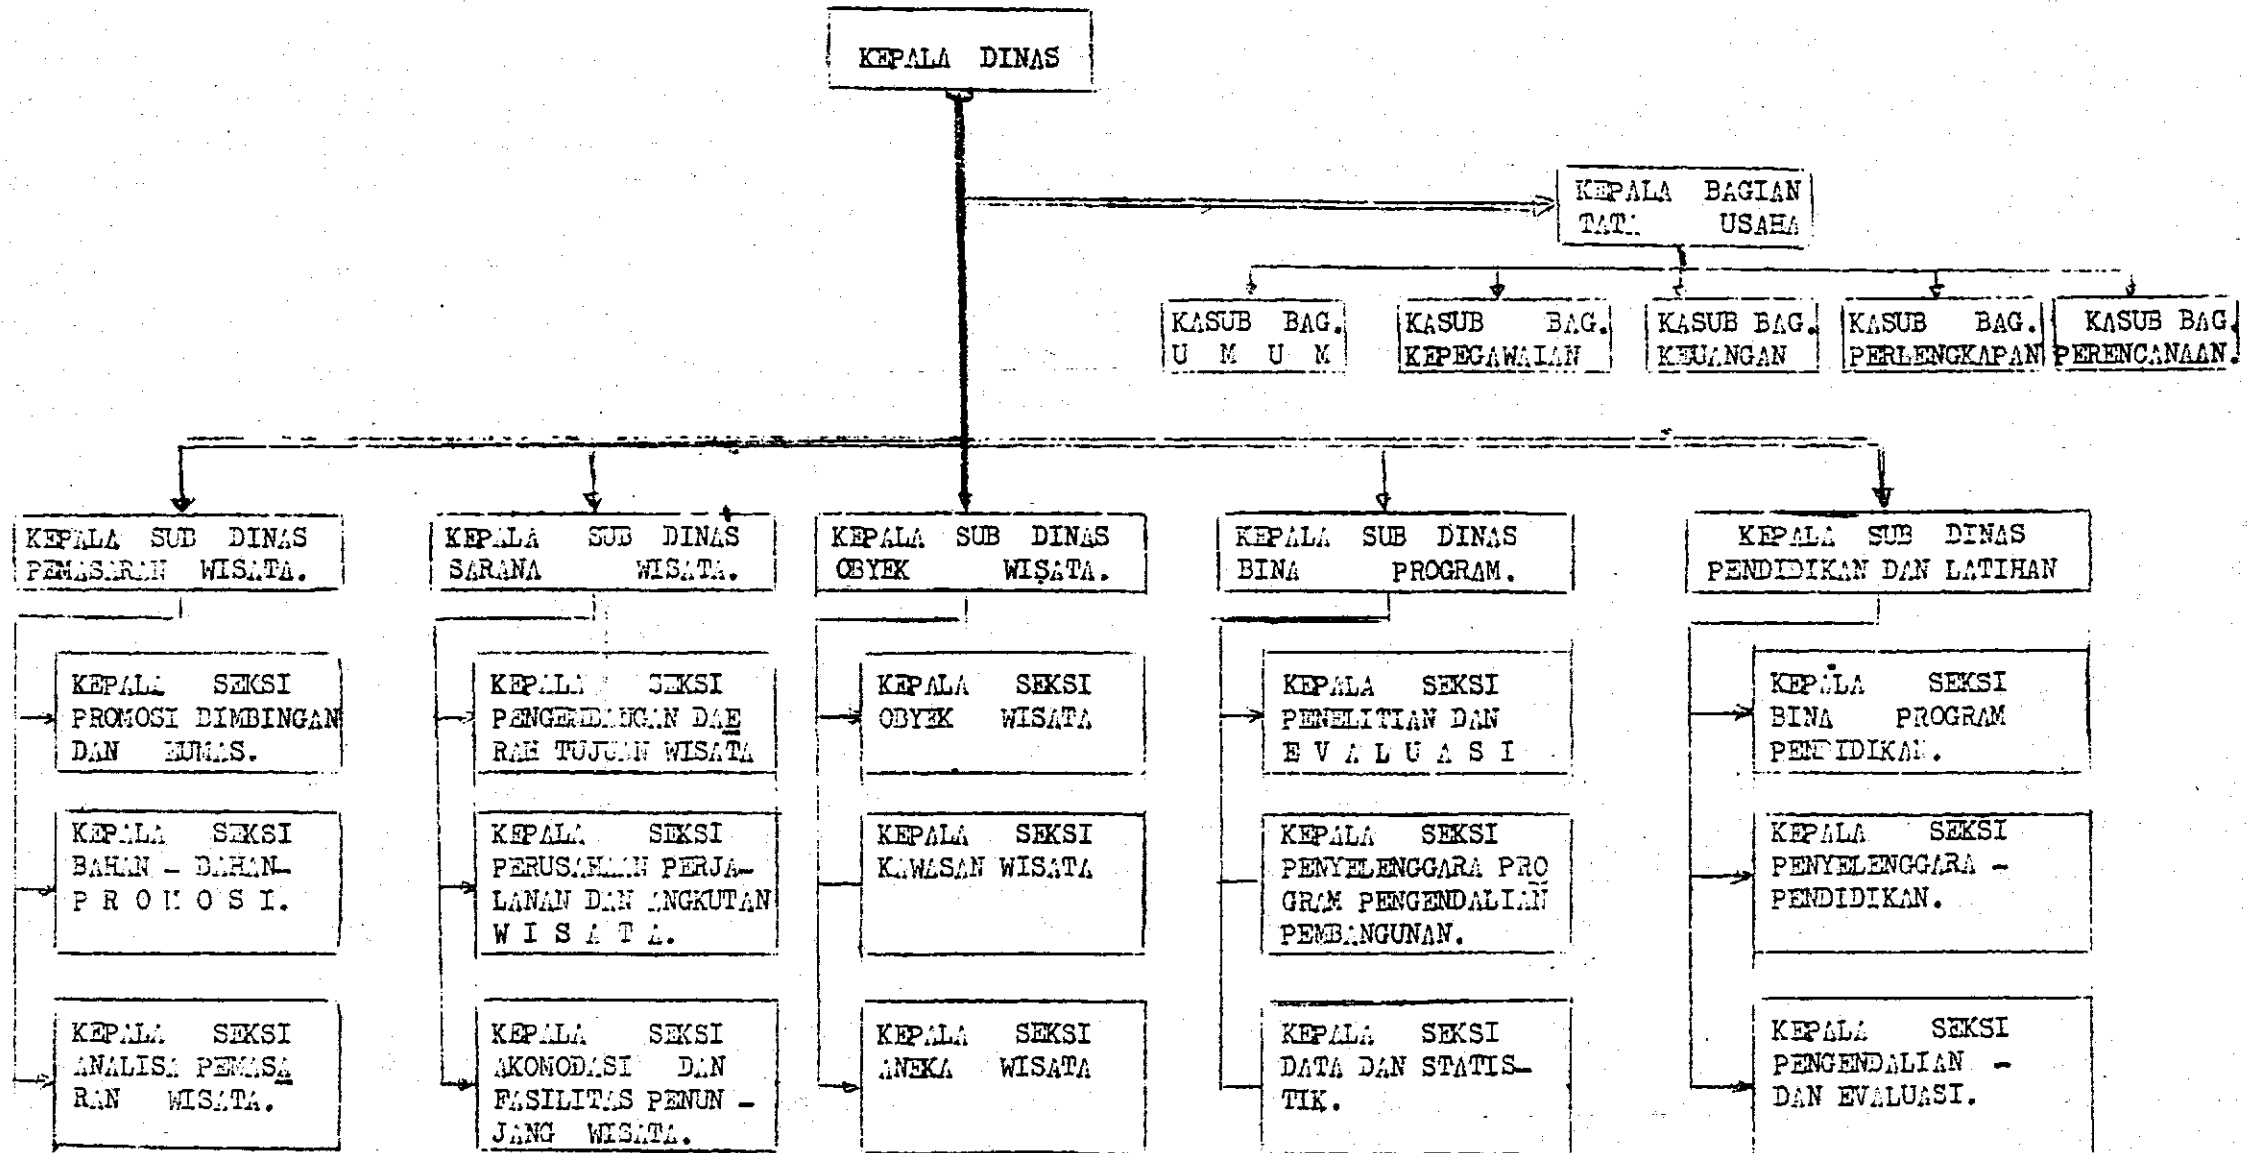 KEPALA DINAS
KEPALA BAGIAN
TATA USAHA
KASUB BAG.
U M U M
KASUB BAG.
KEPEGAWAIAN
KASUB BAG.
KEUANGAN
KASUB BAG.
PERLENGKAPAN
KASUB BAG.
PERENCANAAN.
KEPALA SUB DINAS
PEMASARAN WISATA.
KEPALA SUB DINAS
SARANA WISATA.
KEPALA SUB DINAS
OBYEK WISATA.
KEPALA SUB DINAS
BINA PROGRAM.
KEPALA SUB DINAS
PENDIDIKAN DAN LATIHAN
KEPALA SEKSI
PROMOSI BIMBINGAN
DAN HUMAS.
KEPALA SEKSI
BAHAN - BAHAN-
P R O M O S I.
KEPALA SEKSI
ANALISA PEMASA
RAN WISATA.
KEPALA SEKSI
PENGEMBANGAN DAE
RAH TUJUAN WISATA
KEPALA SEKSI
PERUSAHAAN PERJA-
LANAN DAN ANGKUTAN
W I S A T A.
KEPALA SEKSI
AKOMODASI DAN
FASILITAS PENUN -
JANG WISATA.
KEPALA SEKSI
OBYEK WISATA
KEPALA SEKSI
KAWASAN WISATA
KEPALA SEKSI
ANEKA WISATA
KEPALA SEKSI
PENELITIAN DAN
E V A L U A S I
KEPALA SEKSI
PENYELENGGARA PRO
GRAM PENGENDALIAN
PEMBANGUNAN.
KEPALA SEKSI
DATA DAN STATIS-
TIK.
KEPALA SEKSI
BINA PROGRAM
PENDIDIKAN.
KEPALA SEKSI
PENYELENGGARA -
PENDIDIKAN.
KEPALA SEKSI
PENGENDALIAN -
DAN EVALUASI.